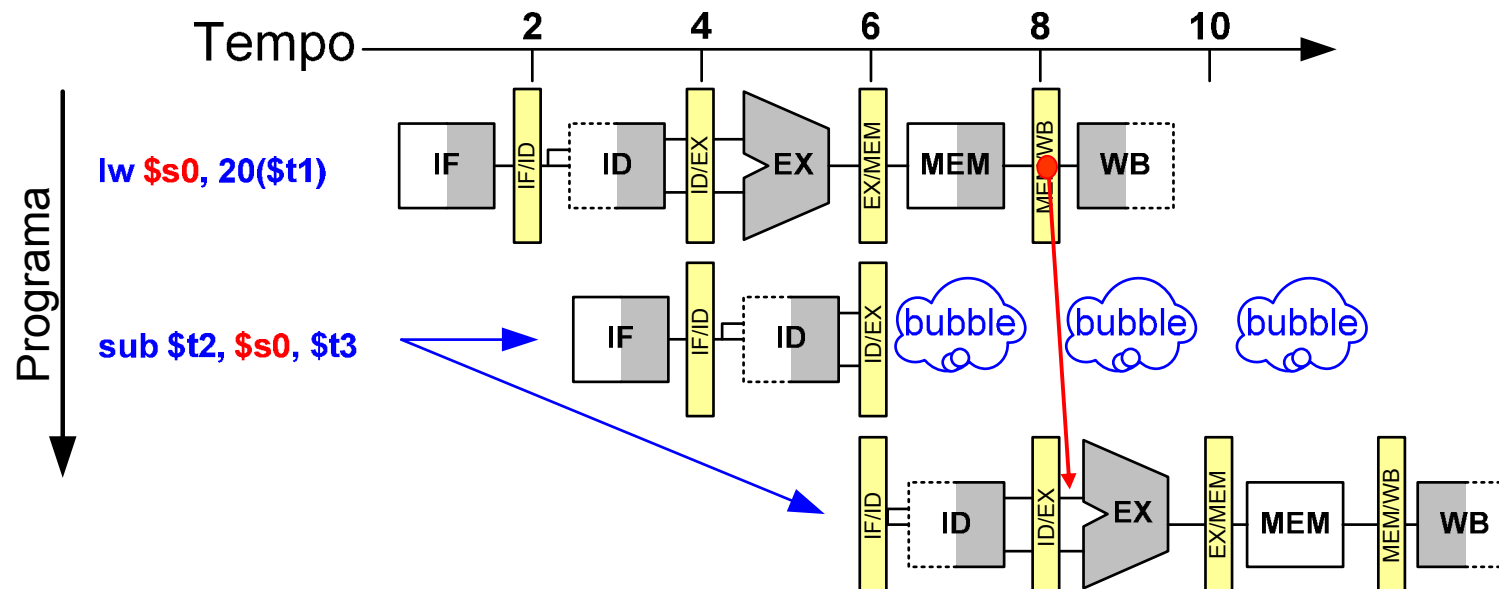 Tempo 2 4 6 8 10
Programa
lw $s0, 20($t1)
IF IF/ID ID ID/EX EX EX/MEM MEM MEM/WB WB
sub $t2, $s0, $t3
IF IF/ID ID ID/EX bubble bubble bubble
IF/ID ID ID/EX EX EX/MEM MEM MEM/WB WB